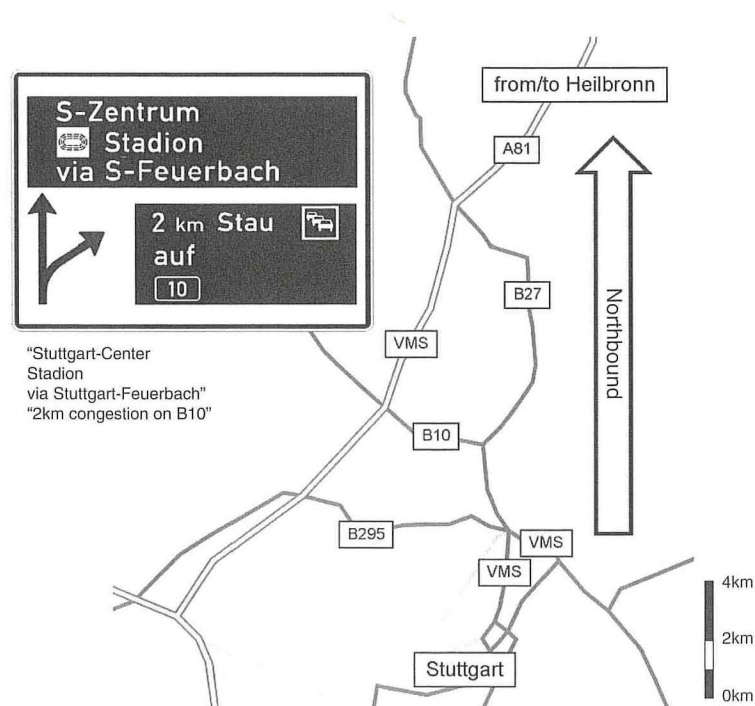 S-Zentrum
Stadion
via S-Feuerbach
2 km Stau
auf
10
"Stuttgart-Center
Stadion
via Stuttgart-Feuerbach"
"2km congestion on B10"
from/to Heilbronn
A81
B27
VMS
Northbound
B10
B295
VMS
VMS
Stuttgart
4km
2km
0km